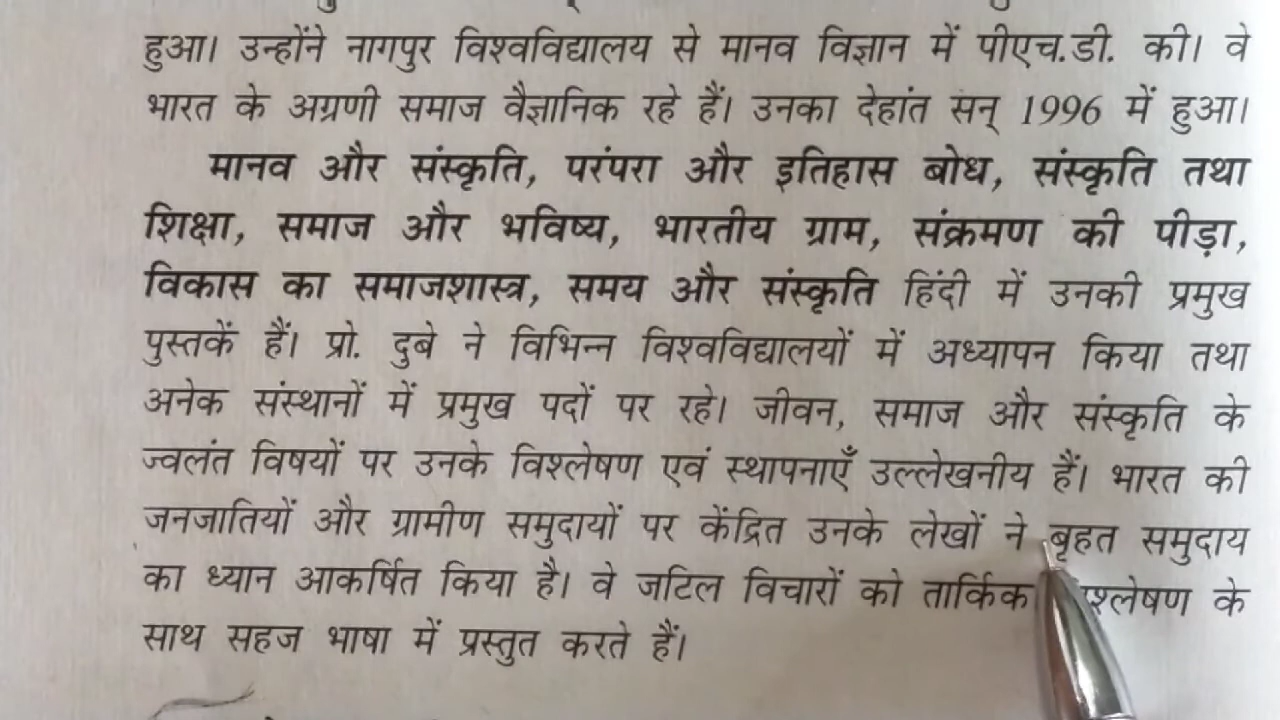 हुआ। उन्होंने नागपुर विश्वविद्यालय से मानव विज्ञान में पीएच.डी. की। वे
भारत के अग्रणी समाज वैज्ञानिक रहे हैं। उनका देहांत सन् 1996 में हुआ।
मानव और संस्कृति, परंपरा और इतिहास बोध, संस्कृति तथा
शिक्षा, समाज और भविष्य, भारतीय ग्राम, संक्रमण की पीड़ा,
विकास का समाजशास्त्र, समय और संस्कृति हिंदी में उनकी प्रमुख
पुस्तकें हैं। प्रो. दुबे ने विभिन्न विश्वविद्यालयों में अध्यापन किया तथा
अनेक संस्थानों में प्रमुख पदों पर रहे। जीवन, समाज और संस्कृति के
ज्वलंत विषयों पर उनके विश्लेषण एवं स्थापनाएँ उल्लेखनीय हैं। भारत की
जनजातियों और ग्रामीण समुदायों पर केंद्रित उनके लेखों ने बृहत समुदाय
का ध्यान आकर्षित किया है। वे जटिल विचारों को तार्किक के
साथ सहज भाषा में प्रस्तुत करते हैं।